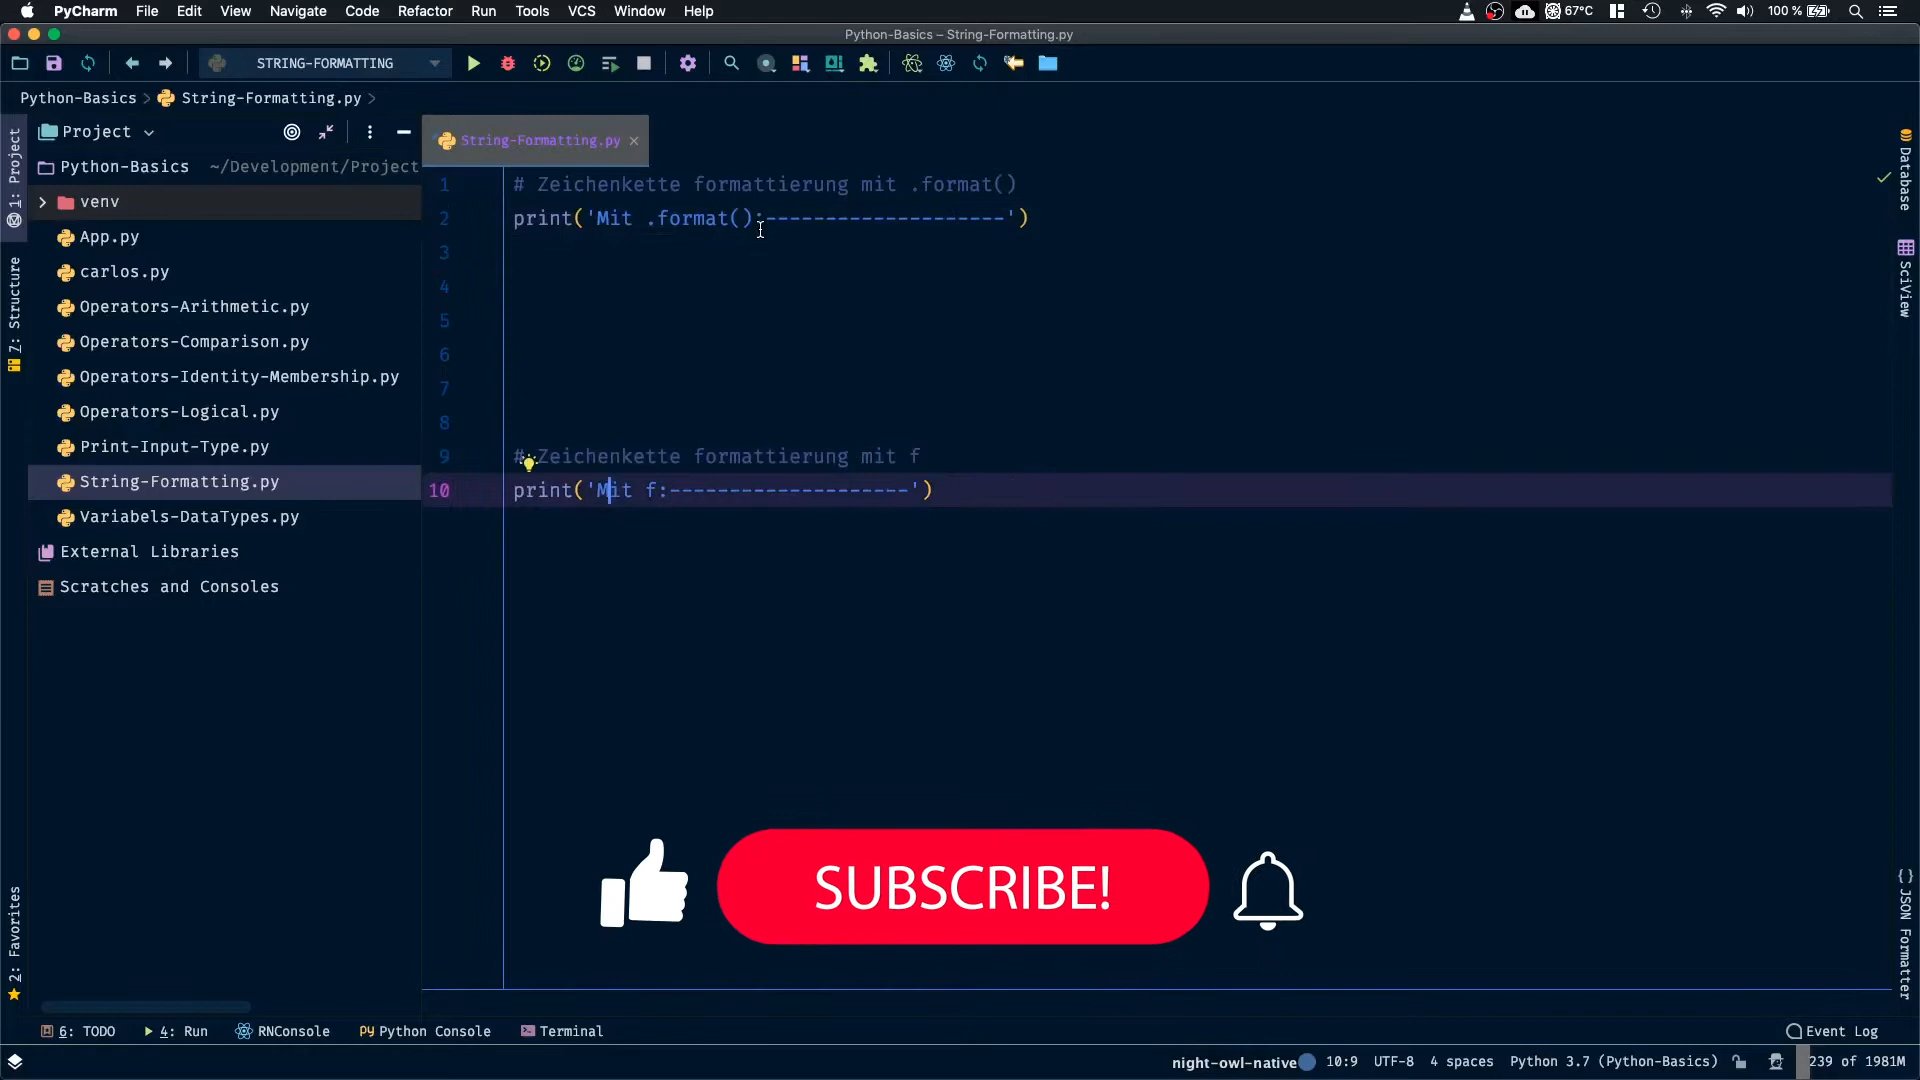 PyCharm File Edit View Navigate Code Refactor Run Tools VCS Window Help 67°C 100 %
Python-Basics – String-Formatting.py
STRING-FORMATTING
Python-Basics String-Formatting.py
Project
String-Formatting.py
Python-Basics ~/Development/Project
venv
App.py
carlos.py
Operators-Arithmetic.py
Operators-Comparison.py
Operators-Identity-Membership.py
Operators-Logical.py
Print-Input-Type.py
String-Formatting.py
Variabels-DataTypes.py
External Libraries
Scratches and Consoles
1: Project
7: Structure
2: Favorites
1 # Zeichenkette formattierung mit .format()
2 print('Mit .format():--------------------')
3
4
5
6
7
8
9 # Zeichenkette formattierung mit f
10 print('Mit f:--------------------')
SUBSCRIBE!
Database
SciView
{} JSON Formatter
6: TODO 4: Run RNConsole PY Python Console Terminal Event Log
night-owl-native 10:9 UTF-8 4 spaces Python 3.7 (Python-Basics) 239 of 1981M